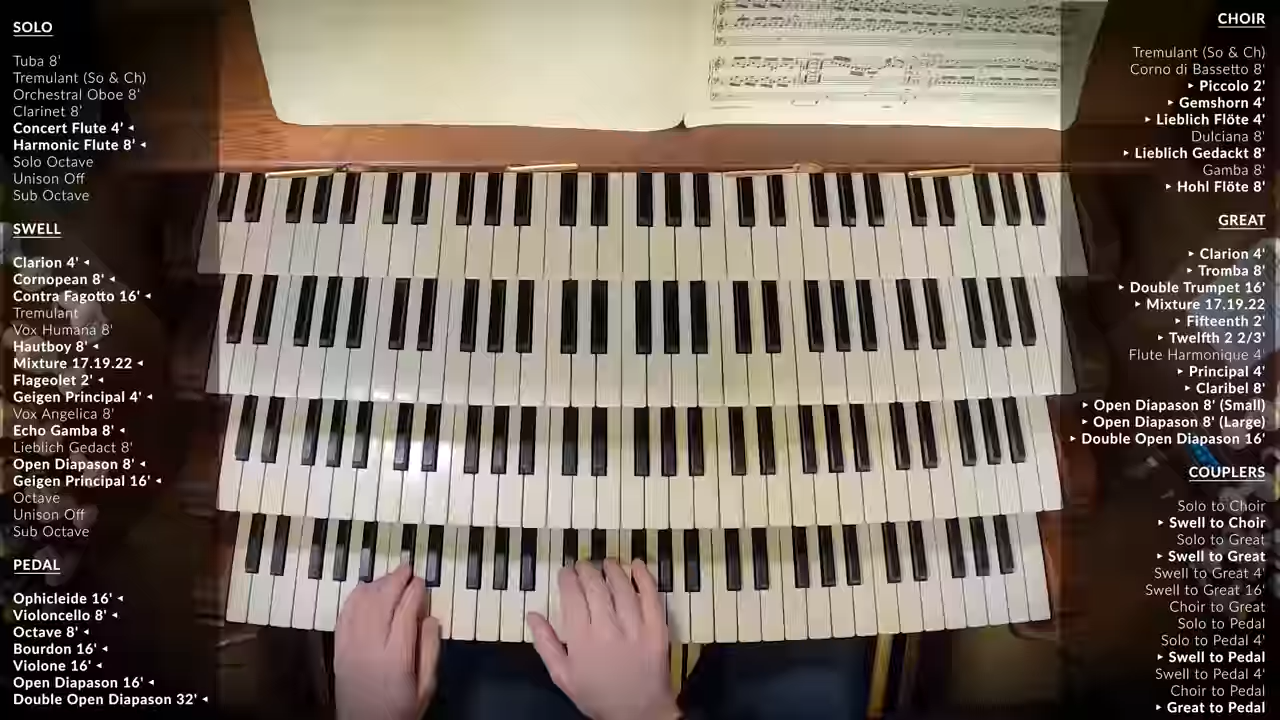 SOLO
Tuba 8'
Tremulant (So & Ch)
Orchestral Oboe 8'
Clarinet 8'
Concert Flute 4'
Harmonic Flute 8'
Solo Octave
Unison Off
Sub Octave
SWELL
Clarion 4'
Cornopean 8'
Contra Fagotto 16'
Tremulant
Vox Humana 8'
Hautboy 8'
Mixture 17.19.22
Flageolet 2'
Geigen Principal 4'
Vox Angelica 8'
Echo Gamba 8'
Lieblich Gedact 8'
Open Diapason 8'
Geigen Principal 16'
Octave
Unison Off
Sub Octave
PEDAL
Ophicleide 16'
Violoncello 8'
Octave 8'
Bourdon 16'
Violone 16'
Open Diapason 16'
Double Open Diapason 32'
CHOIR
Tremulant (So & Ch)
Corno di Bassetto 8'
Piccolo 2'
Gemshorn 4'
Lieblich Flöte 4'
Dulciana 8'
Lieblich Gedackt 8'
Gamba 8'
Hohl Flöte 8'
GREAT
Clarion 4'
Tromba 8'
Double Trumpet 16'
Mixture 17.19.22
Fifteenth 2'
Twelfth 2 2/3'
Flute Harmonique 4'
Principal 4'
Claribel 8'
Open Diapason 8' (Small)
Open Diapason 8' (Large)
Double Open Diapason 16'
COUPLERS
Solo to Choir
Swell to Choir
Solo to Great
Swell to Great
Swell to Great 4'
Swell to Great 16'
Choir to Great
Solo to Pedal
Solo to Pedal 4'
Swell to Pedal
Swell to Pedal 4'
Choir to Pedal
Great to Pedal